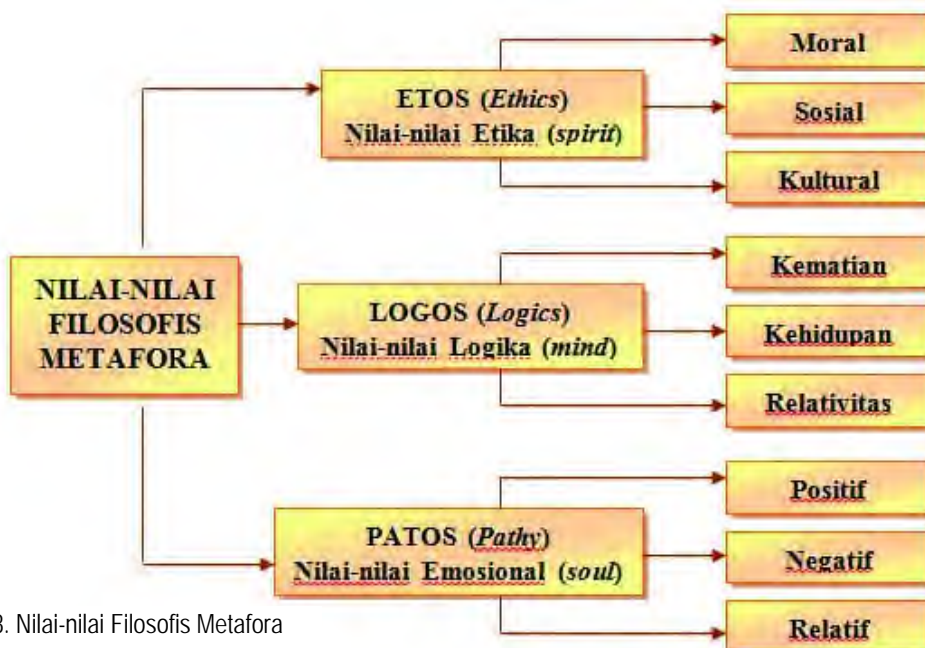 NILAI-NILAI
FILOSOFIS
METAFORA
ETOS (Ethics)
Nilai-nilai Etika (spirit)
Moral
Sosial
Kultural
LOGOS (Logics)
Nilai-nilai Logika (mind)
Kematian
Kehidupan
Relativitas
PATOS (Pathy)
Nilai-nilai Emosional (soul)
Positif
Negatif
Relatif
3. Nilai-nilai Filosofis Metafora